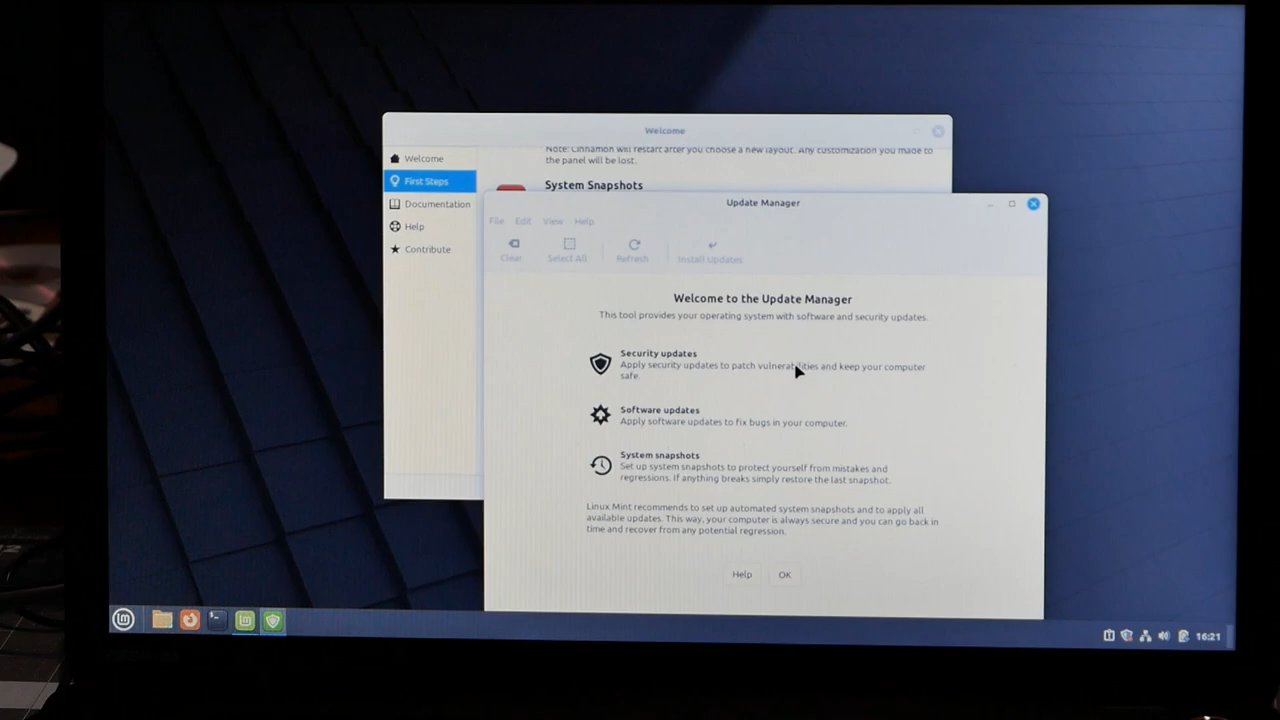 Welcome
Welcome
First Steps
Documentation
Help
Contribute
Note: Cinnamon will restart after you choose a new layout. Any customization you made to
the panel will be lost.
System Snapshots
Update Manager
File Edit View Help
Clear Select All Refresh Install Updates
Welcome to the Update Manager
This tool provides your operating system with software and security updates.
Security updates
Apply security updates to patch vulnerabilities and keep your computer
safe.
Software updates
Apply software updates to fix bugs in your computer.
System snapshots
Set up system snapshots to protect yourself from mistakes and
regressions. If anything breaks simply restore the last snapshot.
Linux Mint recommends to set up automated system snapshots and to apply all
available updates. This way, your computer is always secure and you can go back in
time and recover from any potential regression.
Help OK
16:21